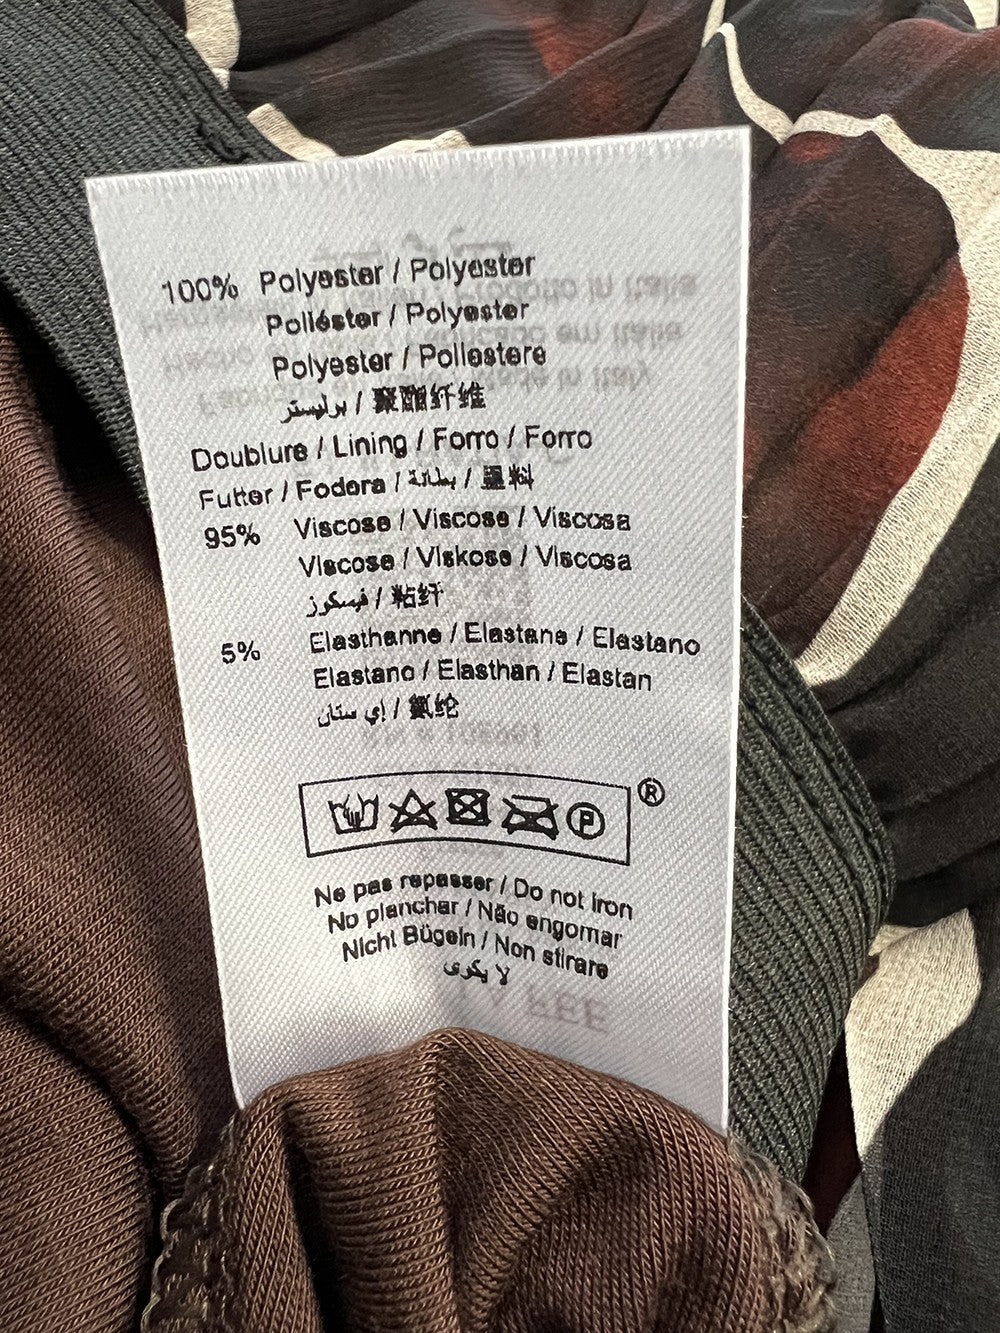 100% Polyester / Polyester
Poliéster / Polyester
Polyester / Poliestere
بوليستر / 聚酯纤维
Doublure / Lining / Forro / Forro
Futter / Fodera / بطانة / 里料
95% Viscose / Viscose / Viscosa
Viscose / Viskose / Viscosa
فيسكوز / 粘纤
5% Elasthanne / Elastane / Elastano
Elastano / Elasthan / Elastan
إي ستان / 氨纶
P
®
Ne pas repasser / Do not iron
No planchar / Não engomar
Nicht Bügeln / Non stirare
لا يكوى